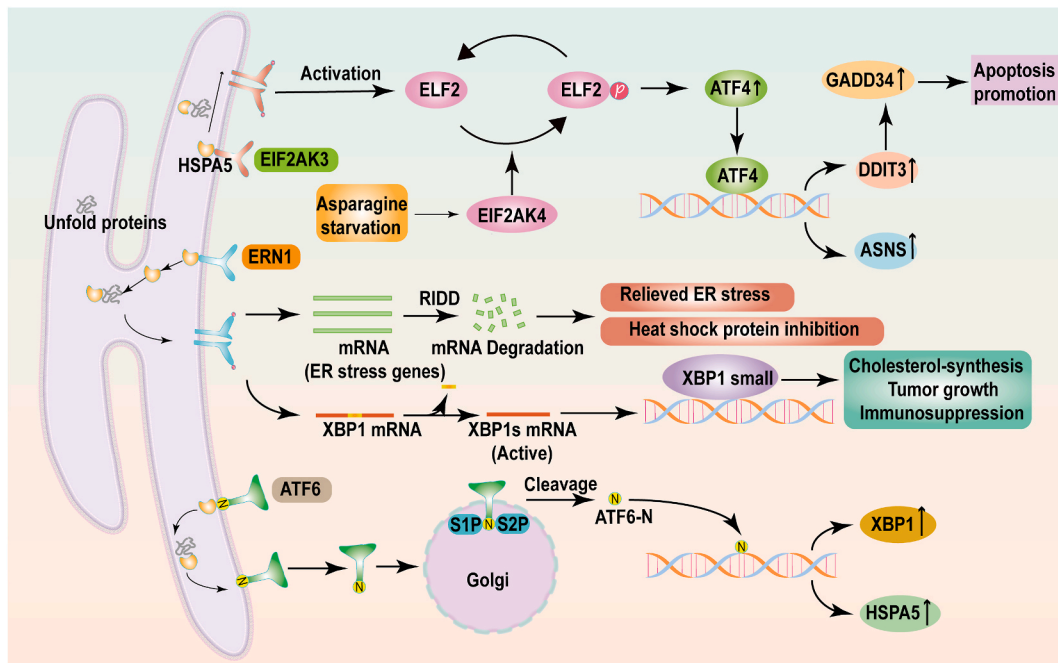 Activation
ELF2
ELF2
p
ATF4↑
GADD34↑
Apoptosis
promotion
HSPA5
EIF2AK3
ATF4
DDIT3↑
Asparagine
starvation
EIF2AK4
Unfold proteins
ASNS↑
ERN1
RIDD
Relieved ER stress
Heat shock protein inhibition
mRNA
(ER stress genes)
mRNA Degradation
XBP1 small
Cholesterol-synthesis
Tumor growth
Immunosuppression
XBP1 mRNA
XBP1s mRNA
(Active)
ATF6
N
Cleavage
N
ATF6-N
S1P
N
S2P
XBP1↑
N
Golgi
N
N
HSPA5↑